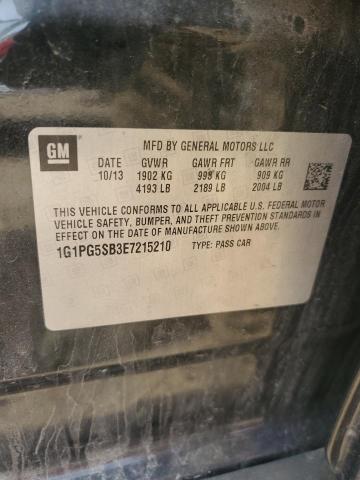 GM
MFD BY GENERAL MOTORS LLC
DATE GVWR GAWR FRT GAWR RR
10/13 1902 KG 998 KG 909 KG
4193 LB 2189 LB 2004 LB
THIS VEHICLE CONFORMS TO ALL APPLICABLE U.S. FEDERAL MOTOR
VEHICLE SAFETY, BUMPER, AND THEFT PREVENTION STANDARDS IN
EFFECT ON THE DATE OF MANUFACTURE SHOWN ABOVE.
1G1PG5SB3E7215210 TYPE: PASS CAR